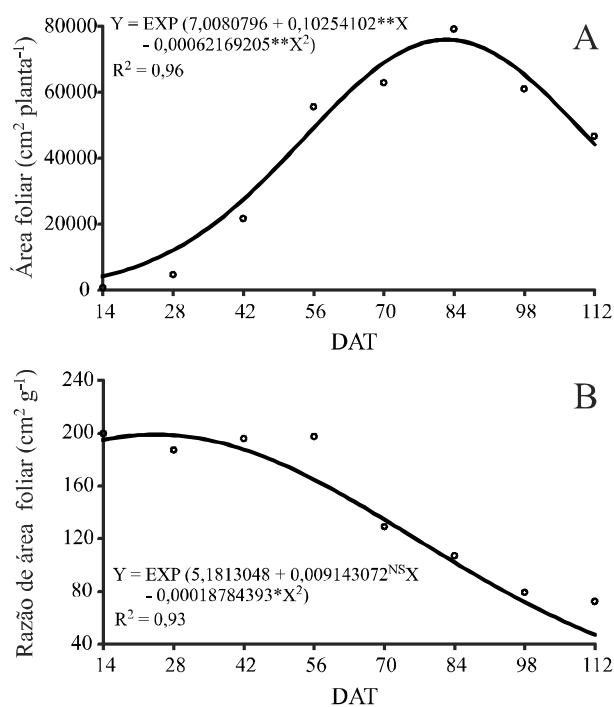 Y = EXP (7,0080796 + 0,10254102**X
- 0,00062169205**X²)
R² = 0,96
A
Área foliar (cm² planta⁻¹)
80000
60000
40000
20000
0
14 28 42 56 70 84 98 112
DAT
B
Razão de área foliar (cm² g⁻¹)
240
200
160
120
80
40
Y = EXP (5,1813048 + 0,009143072ᴺˢX
- 0,00018784393*X²)
R² = 0,93
14 28 42 56 70 84 98 112
DAT